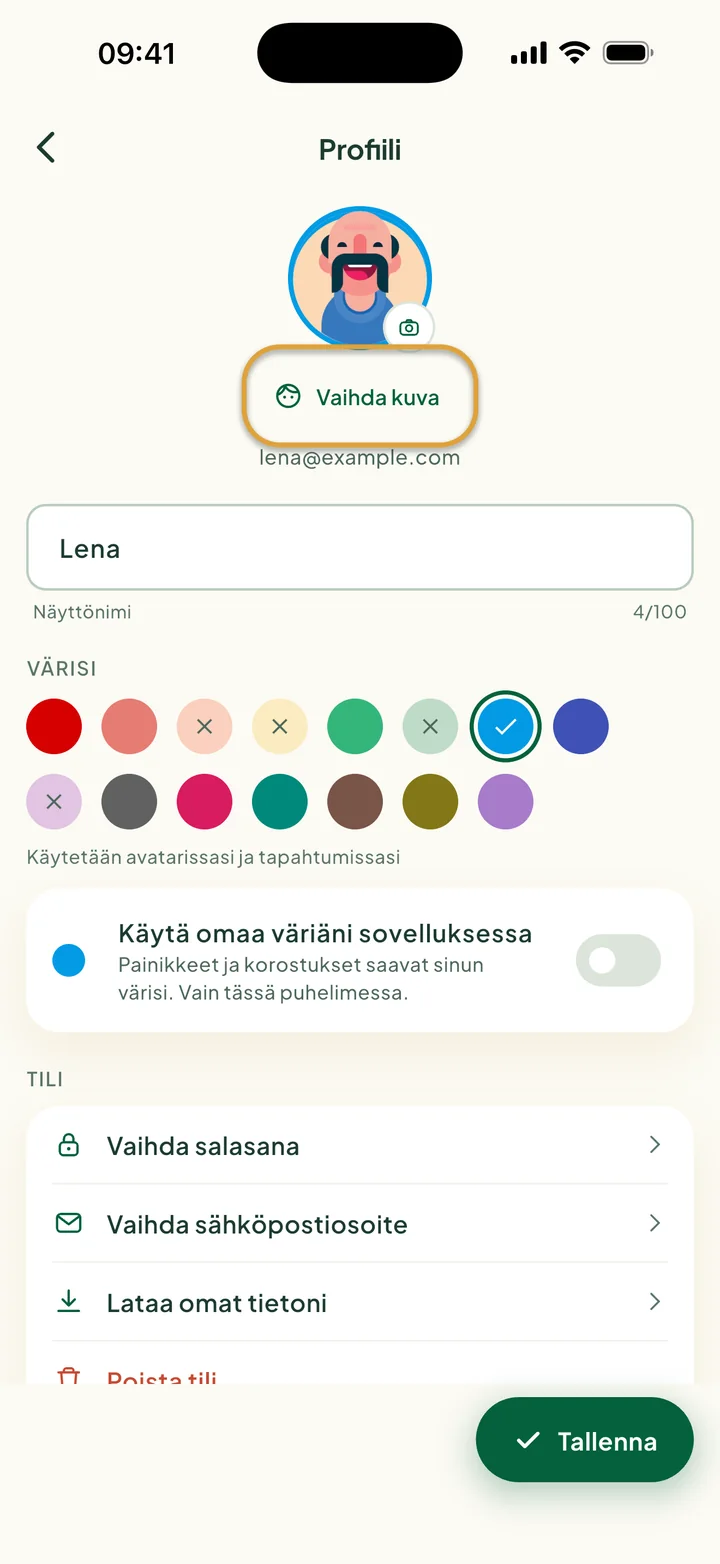 09:41
Profiili
Vaihda kuva
lena@example.com
Lena
Näyttönimi 4/100
VÄRISI
Käytetään avatarissasi ja tapahtumissasi
Käytä omaa väriäni sovelluksessa
Painikkeet ja korostukset saavat sinun
värisi. Vain tässä puhelimessa.
TILI
Vaihda salasana
Vaihda sähköpostiosoite
Lataa omat tietoni
Poista tili
Tallenna